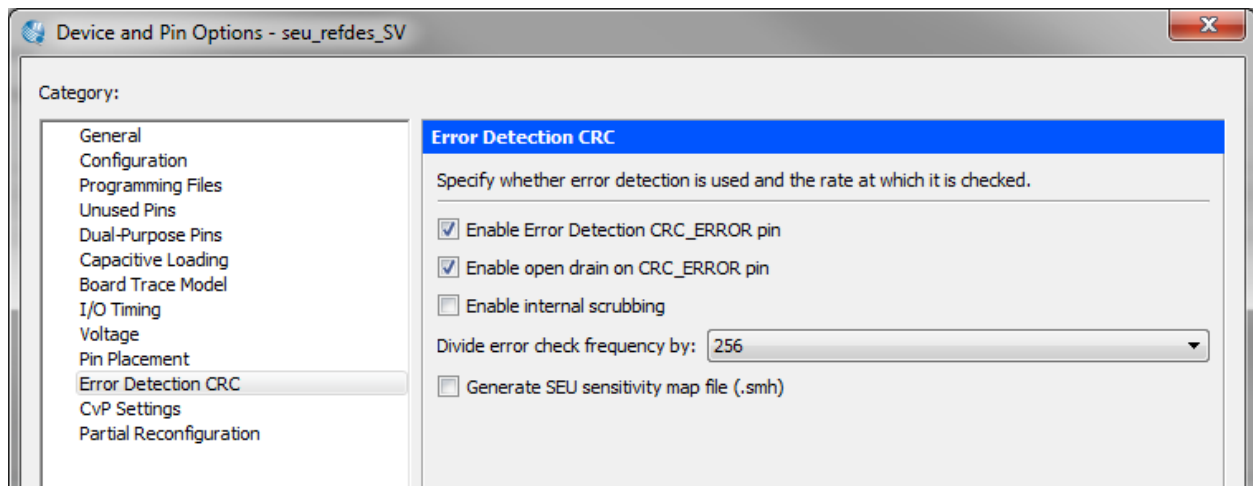 Device and Pin Options - seu_refdes_SV
Category:
General
Configuration
Programming Files
Unused Pins
Dual-Purpose Pins
Capacitive Loading
Board Trace Model
I/O Timing
Voltage
Pin Placement
Error Detection CRC
CvP Settings
Partial Reconfiguration
Error Detection CRC
Specify whether error detection is used and the rate at which it is checked.
Enable Error Detection CRC_ERROR pin
Enable open drain on CRC_ERROR pin
Enable internal scrubbing
Divide error check frequency by: 256
Generate SEU sensitivity map file (.smh)